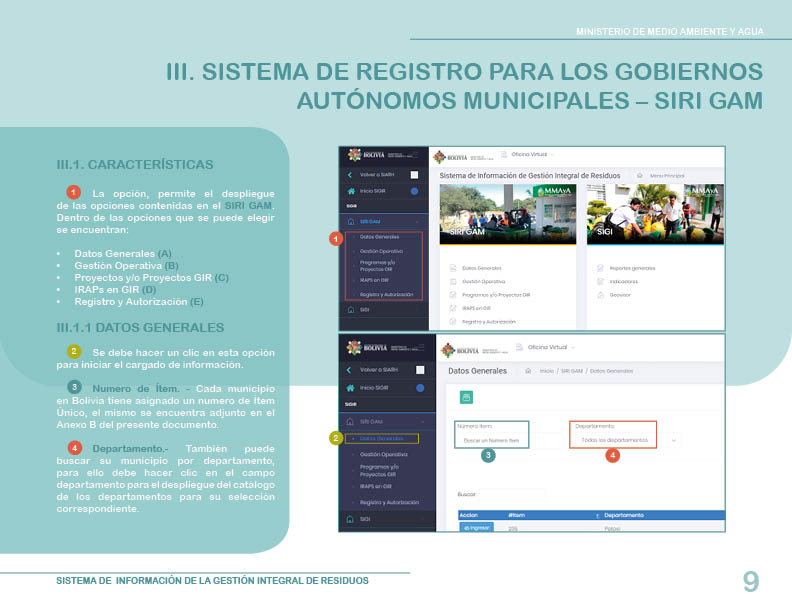 MINISTERIO DE MEDIO AMBIENTE Y AGUA
III. SISTEMA DE REGISTRO PARA LOS GOBIERNOS
AUTÓNOMOS MUNICIPALES – SIRI GAM
III.1. CARACTERÍSTICAS
1 La opción, permite el despliegue
de las opciones contenidas en el SIRI GAM.
Dentro de las opciones que se puede elegir
se encuentran:
• Datos Generales (A)
• Gestión Operativa (B)
• Proyectos y/o Proyectos GIR (C)
• IRAPs en GIR (D)
• Registro y Autorización (E)
III.1.1 DATOS GENERALES
2 Se debe hacer un clic en esta opción
para iniciar el cargado de información.
3 Numero de Ítem. – Cada municipio
en Bolivia tiene asignado un numero de Ítem
Único, el mismo se encuentra adjunto en el
Anexo B del presente documento.
4 Departamento.- También puede
buscar su municipio por departamento,
para ello debe hacer clic en el campo
departamento para el despliegue del catálogo
de los departamentos para su selección
correspondiente.
BOLIVIA
Volver a SIARH
Inicio SIGIR
SIGIR
SIRI GAM
1
Datos Generales
Gestión Operativa
Programas y/o
Proyectos GIR
IRAPS en GIR
Registro y Autorización
SIGI
BOLIVIA
Oficina Virtual
Sistema de Información de Gestión Integral de Residuos
Menu Principal
MMAyA
SIRI GAM
MMAyA
SIGI
Datos Generales
Gestión Operativa
Programas y/o Proyectos GIR
IRAPS en GIR
Registro y Autorización
Reportes generales
Indicadores
Geovisor
BOLIVIA
Volver a SIARH
Inicio SIGIR
SIGIR
SIRI GAM
2
Datos Generales
Gestión Operativa
Programas y/o
Proyectos GIR
IRAPS en GIR
Registro y Autorización
SIGI
BOLIVIA
Oficina Virtual
Datos Generales
Inicio / SIRI GAM / Datos Generales
Número Item:
Buscar un Número Item
3
Departamento:
Todos los departamentos
4
Buscar:
Accion #Item Departamento
Ingresar 255 Potosí
SISTEMA DE INFORMACIÓN DE LA GESTIÓN INTEGRAL DE RESIDUOS
9